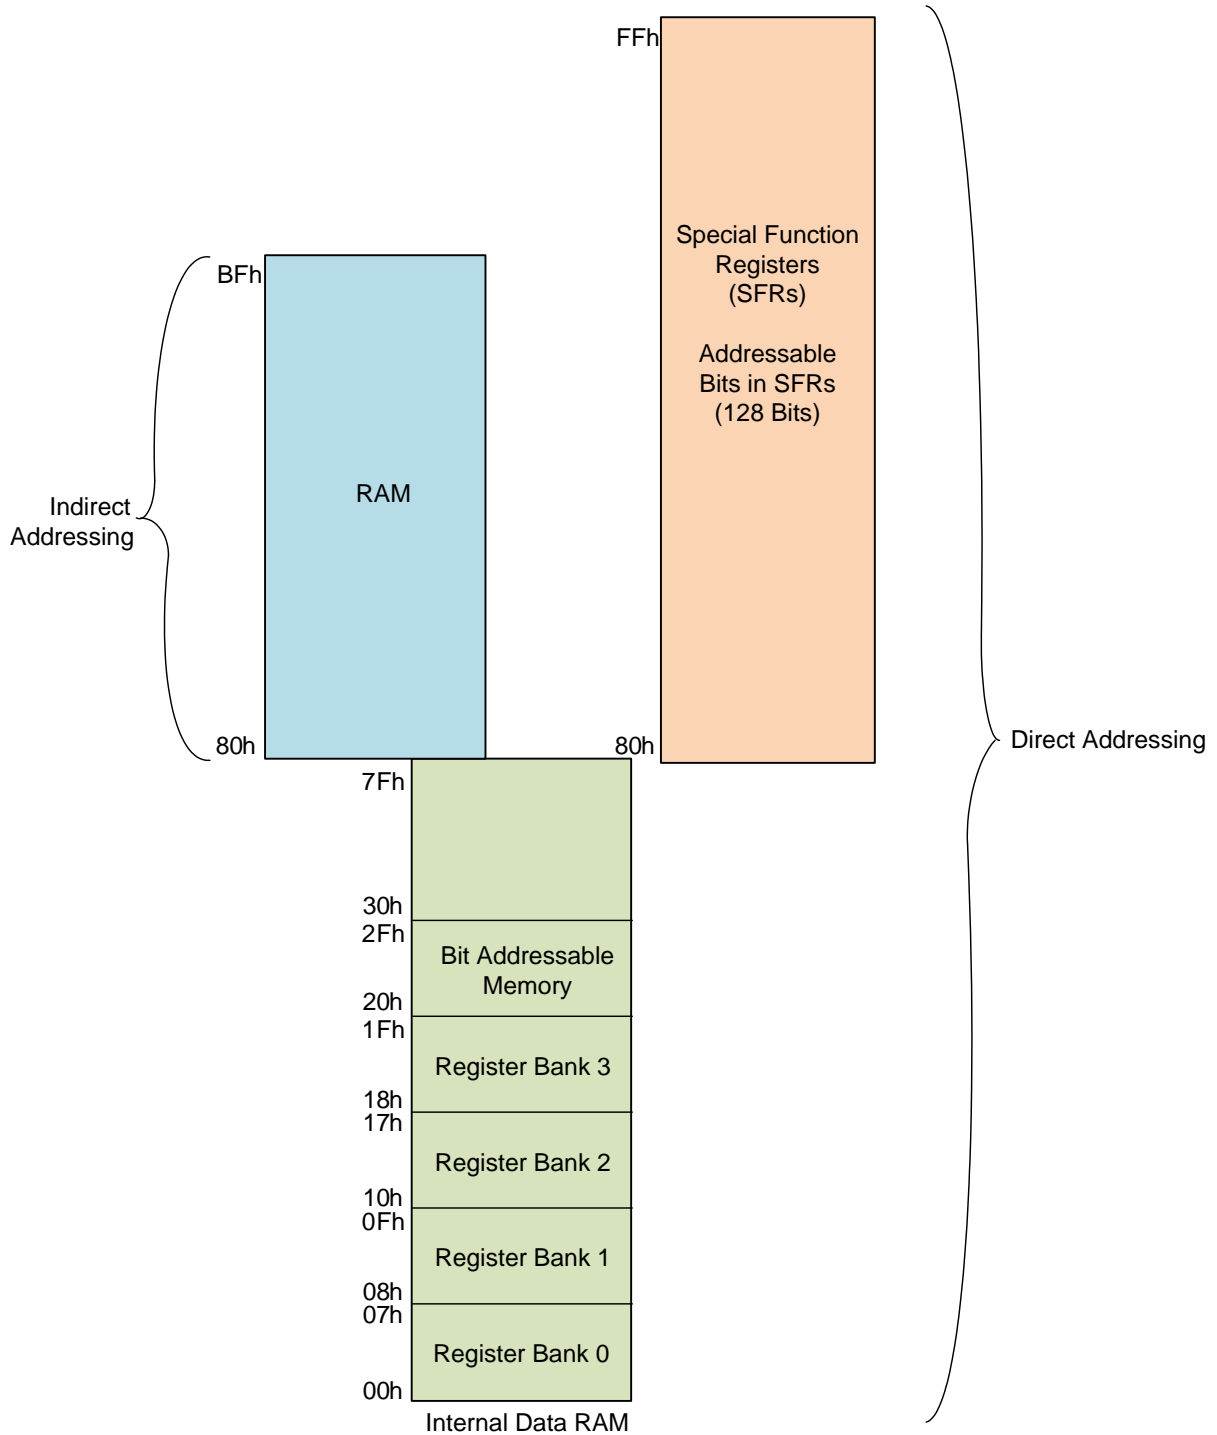 FFh
Special Function
Registers
(SFRs)
Addressable
Bits in SFRs
(128 Bits)
BFh
RAM
Indirect
Addressing
80h
80h
Direct Addressing
7Fh
30h
2Fh
Bit Addressable
Memory
20h
1Fh
Register Bank 3
18h
17h
Register Bank 2
10h
0Fh
Register Bank 1
08h
07h
Register Bank 0
00h
Internal Data RAM